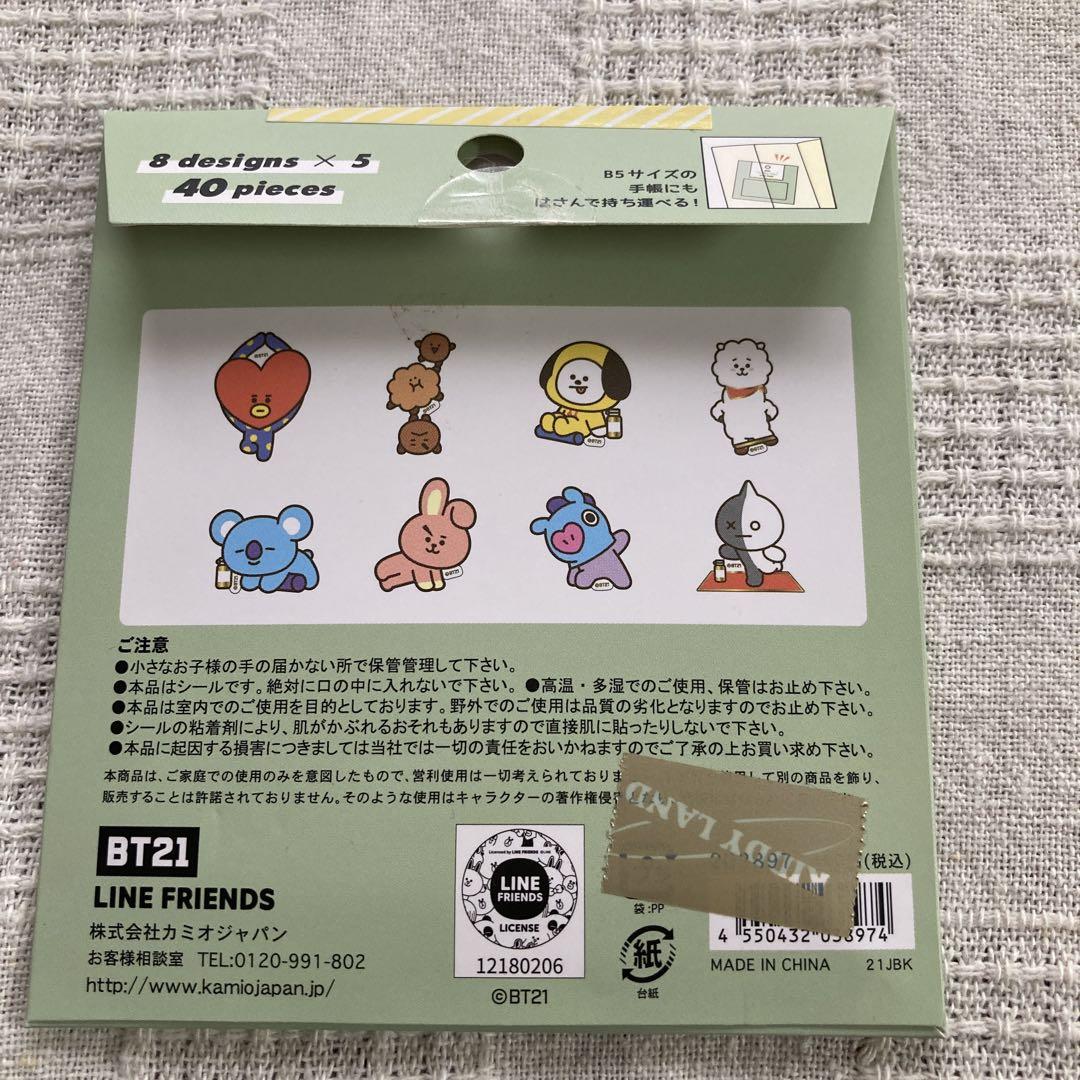 8 designs × 5
40 pieces
B5サイズの
手帳にも
はさんで持ち運べる!
ご注意
●小さなお子様の手の届かない所で保管管理して下さい。
●本品はシールです。絶対に口の中に入れないで下さい。 ●高温・多湿でのご使用、保管はお止め下さい。
●本品は室内でのご使用を目的としております。野外でのご使用は品質の劣化となりますのでお止め下さい。
●シールの粘着剤により、肌がかぶれるおそれもありますので直接肌に貼ったりしないで下さい。
●本品に起因する損害につきましては当社では一切の責任をおいかねますのでご了承の上お買い求め下さい。
本商品は、ご家庭での使用のみを意図したもので、営利使用は一切考えられておりま 用して別の商品を飾り、
販売することは許諾されておりません。そのような使用はキャラクターの著作権侵
KIDDY LAND
(税込)
BT21
LINE FRIENDS
株式会社カミオジャパン
お客様相談室 TEL:0120-991-802
http://www.kamiojapan.jp/
Licensed by LINE FRIENDS
LINE
FRIENDS
LICENSE
12180206
©BT21
袋:PP
紙
台紙
4 550432 038974
MADE IN CHINA 21JBK